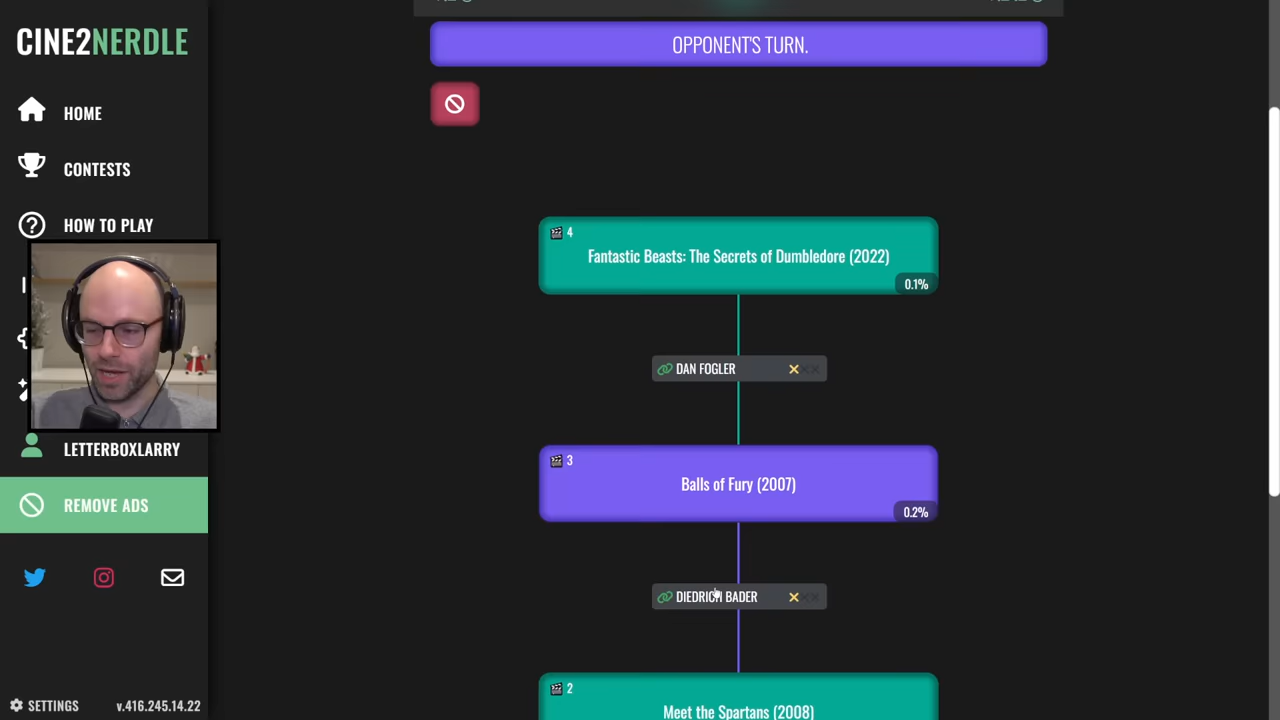 CINE2NERDLE
HOME
CONTESTS
HOW TO PLAY
LETTERBOXLARRY
REMOVE ADS
SETTINGS
v.416.245.14.22
OPPONENT'S TURN.
4
Fantastic Beasts: The Secrets of Dumbledore (2022)
0.1%
DAN FOGLER
3
Balls of Fury (2007)
0.2%
DIEDRICH BADER
2
Meet the Spartans (2008)